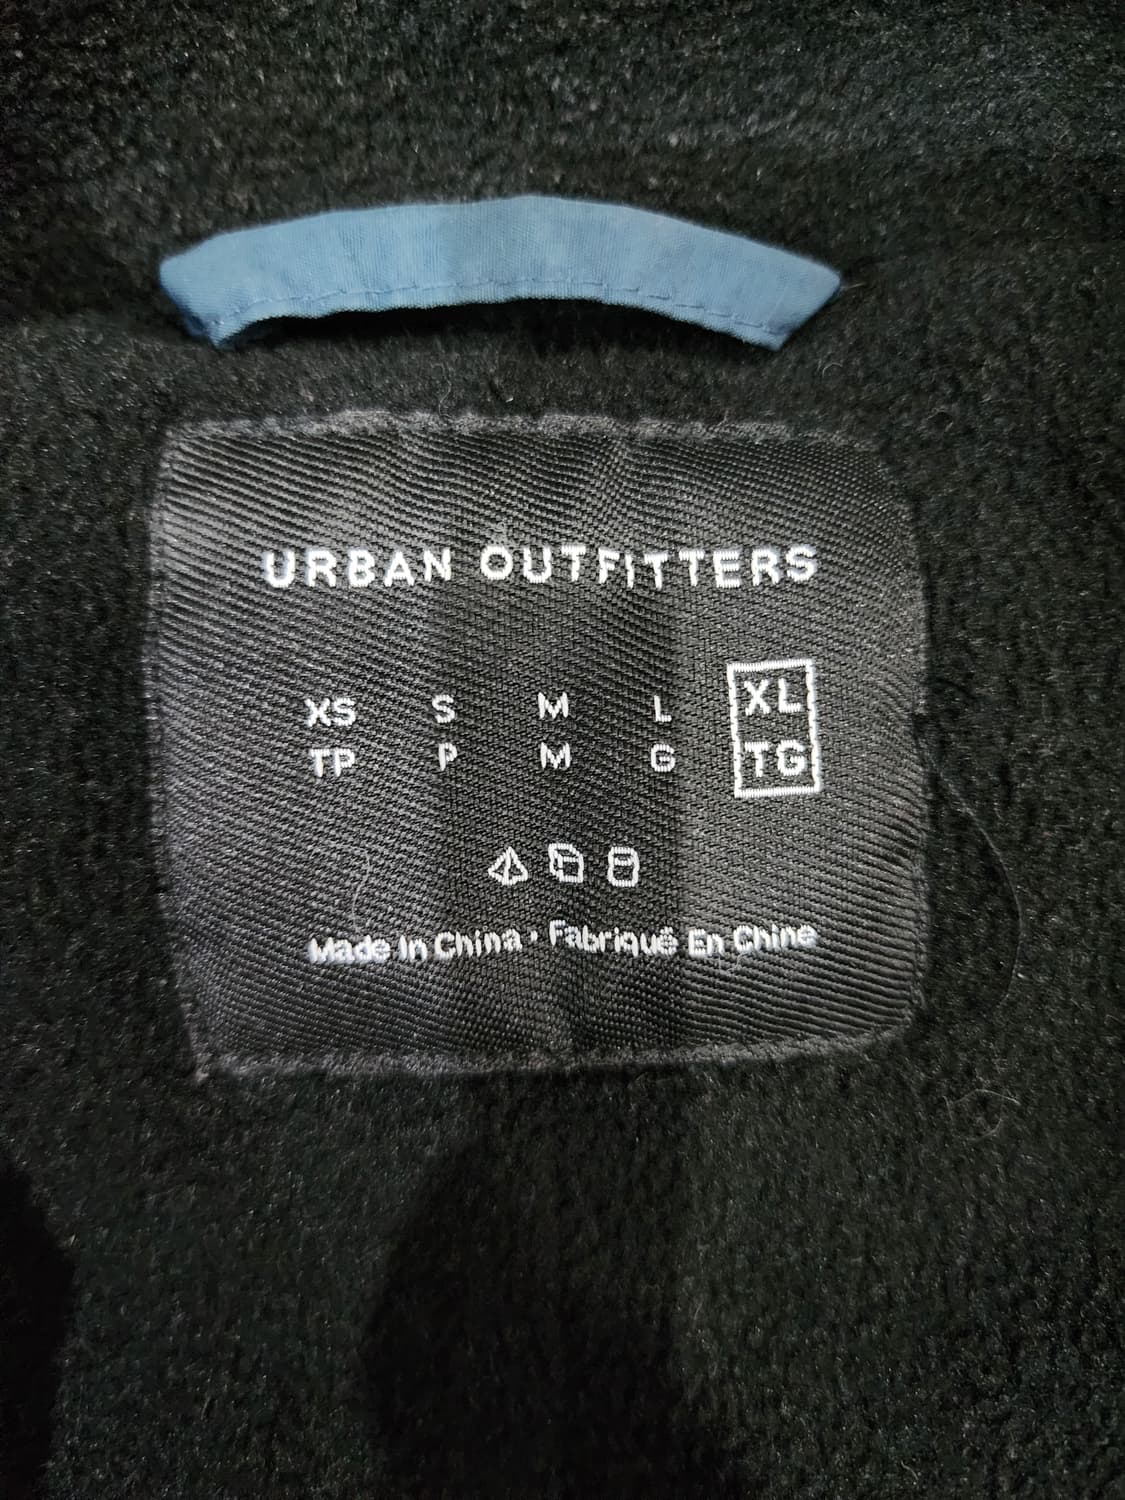 URBAN OUTFITTERS
XS S M L XL
TP P M G TG
Made In China • Fabriqué En Chine